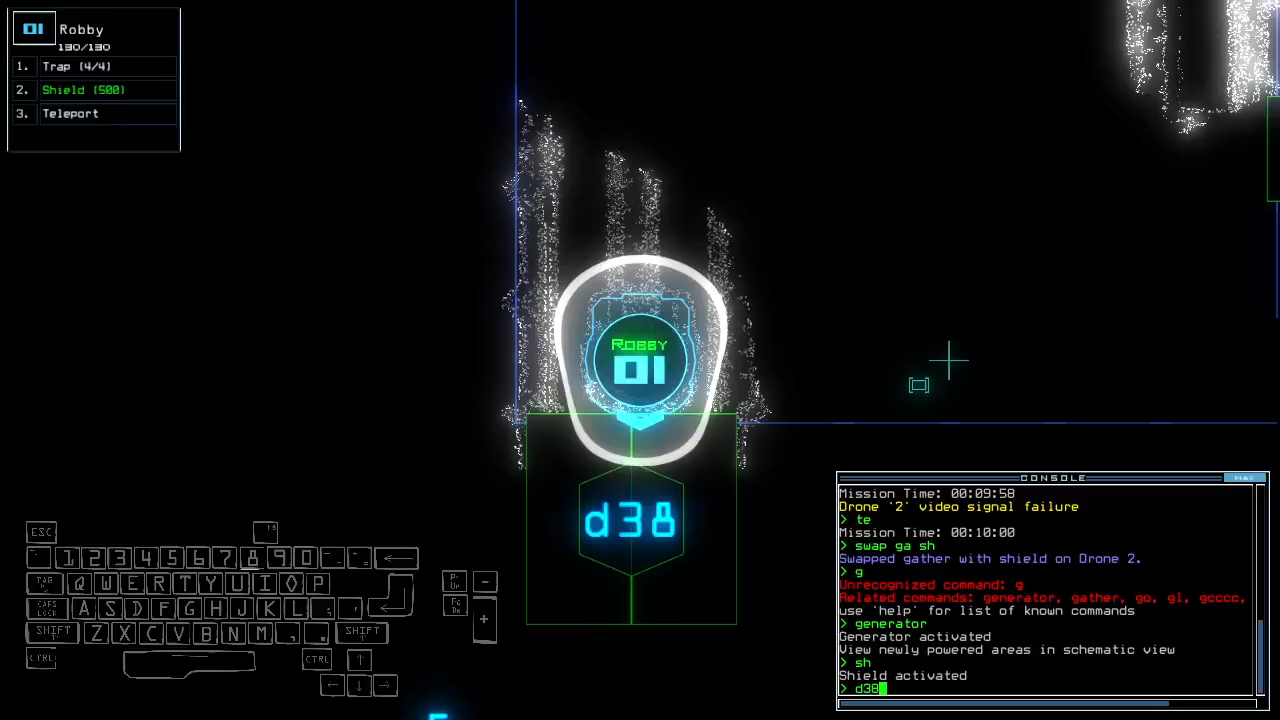 01 Robby
130/130
1. Trap (4/4)
2. Shield (500)
3. Teleport
Robby
01
d38
CONSOLE
MAX
Mission Time: 00:09:58
Drone '2' video signal failure
> te
Mission Time: 00:10:00
> swap ga sh
Swapped gather with shield on Drone 2.
> g
Unrecognized command: g
Related commands: generator, gather, go, gl, gcccc,
use 'help' for list of known commands
> generator
Generator activated
View newly powered areas in schematic view
> sh
Shield activated
> d38
ESC
1 2 3 4 5 6 7 8 9 0 - =
TAB Q W E R T Y U I O P
CAPS LOCK A S D F G H J K L ; ,
SHIFT Z X C V B N M , . SHIFT
CTRL CTRL
Pg Up -
+